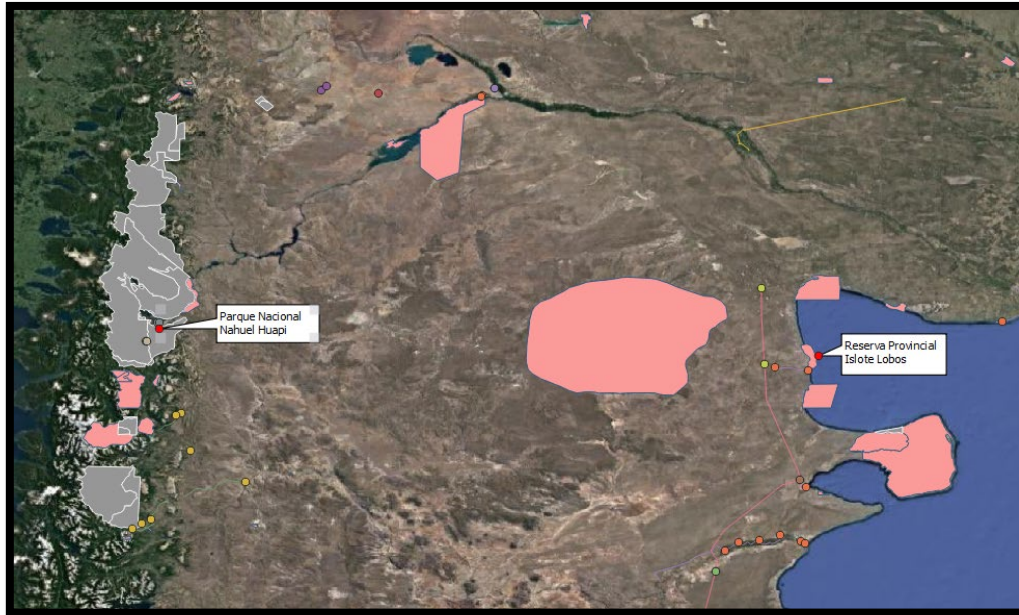 Parque Nacional
Nahuel Huapi
Reserva Provincial
Islote Lobos